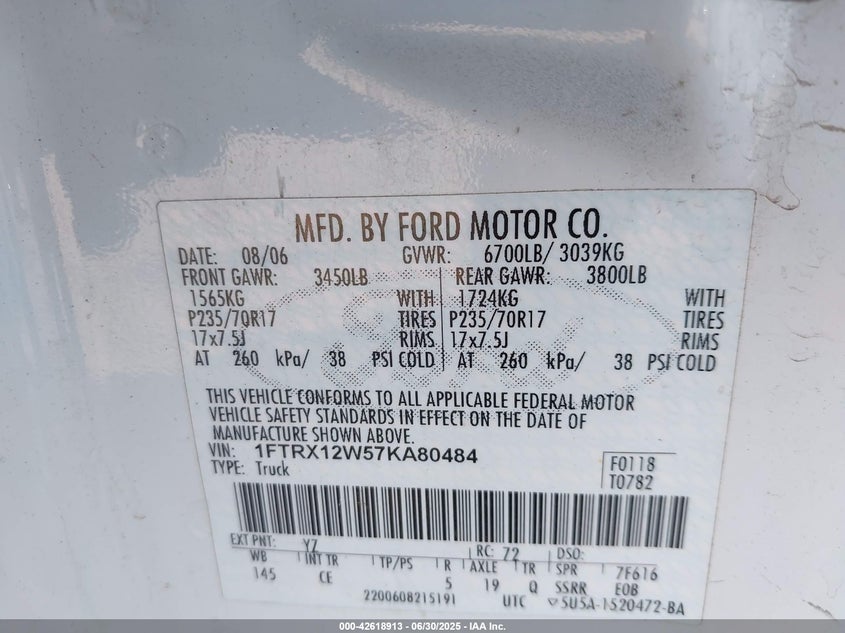 MFD. BY FORD MOTOR CO.
DATE: 08/06 GVWR: 6700LB/ 3039KG
FRONT GAWR: 3450LB REAR GAWR: 3800LB
1565KG WITH 1724KG WITH
P235/70R17 TIRES P235/70R17 TIRES
17x7.5J RIMS 17x7.5J RIMS
AT 260 kPa/ 38 PSI COLD AT 260 kPa/ 38 PSI COLD
THIS VEHICLE CONFORMS TO ALL APPLICABLE FEDERAL MOTOR
VEHICLE SAFETY STANDARDS IN EFFECT ON THE DATE OF
MANUFACTURE SHOWN ABOVE.
VIN: 1FTRX12W57KA80484 F0118
TYPE: Truck T0782
EXT PNT: YZ RC: 72 DSO:
WB INT TR TP/PS R AXLE TR SPR 7F616
145 CE 5 19 Q SSRR E0B
2200608215191 UTC ▽5U5A-1520472-BA
000-42618913 - 06/30/2025 - IAA Inc.